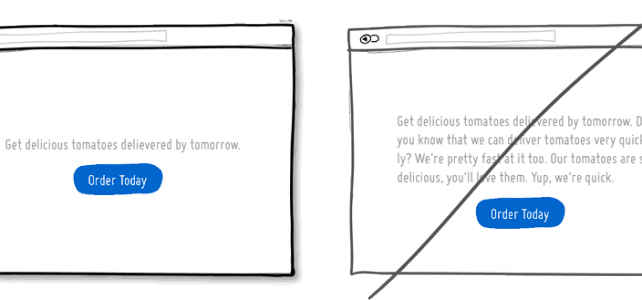 Get delicious tomatoes delievered by tomorrow.
Order Today
Get delicious tomatoes delievered by tomorrow. D
you know that we can deliver tomatoes very quick
ly? We're pretty fast at it too. Our tomatoes are s
delicious, you'll love them. Yup, we're quick.
Order Today